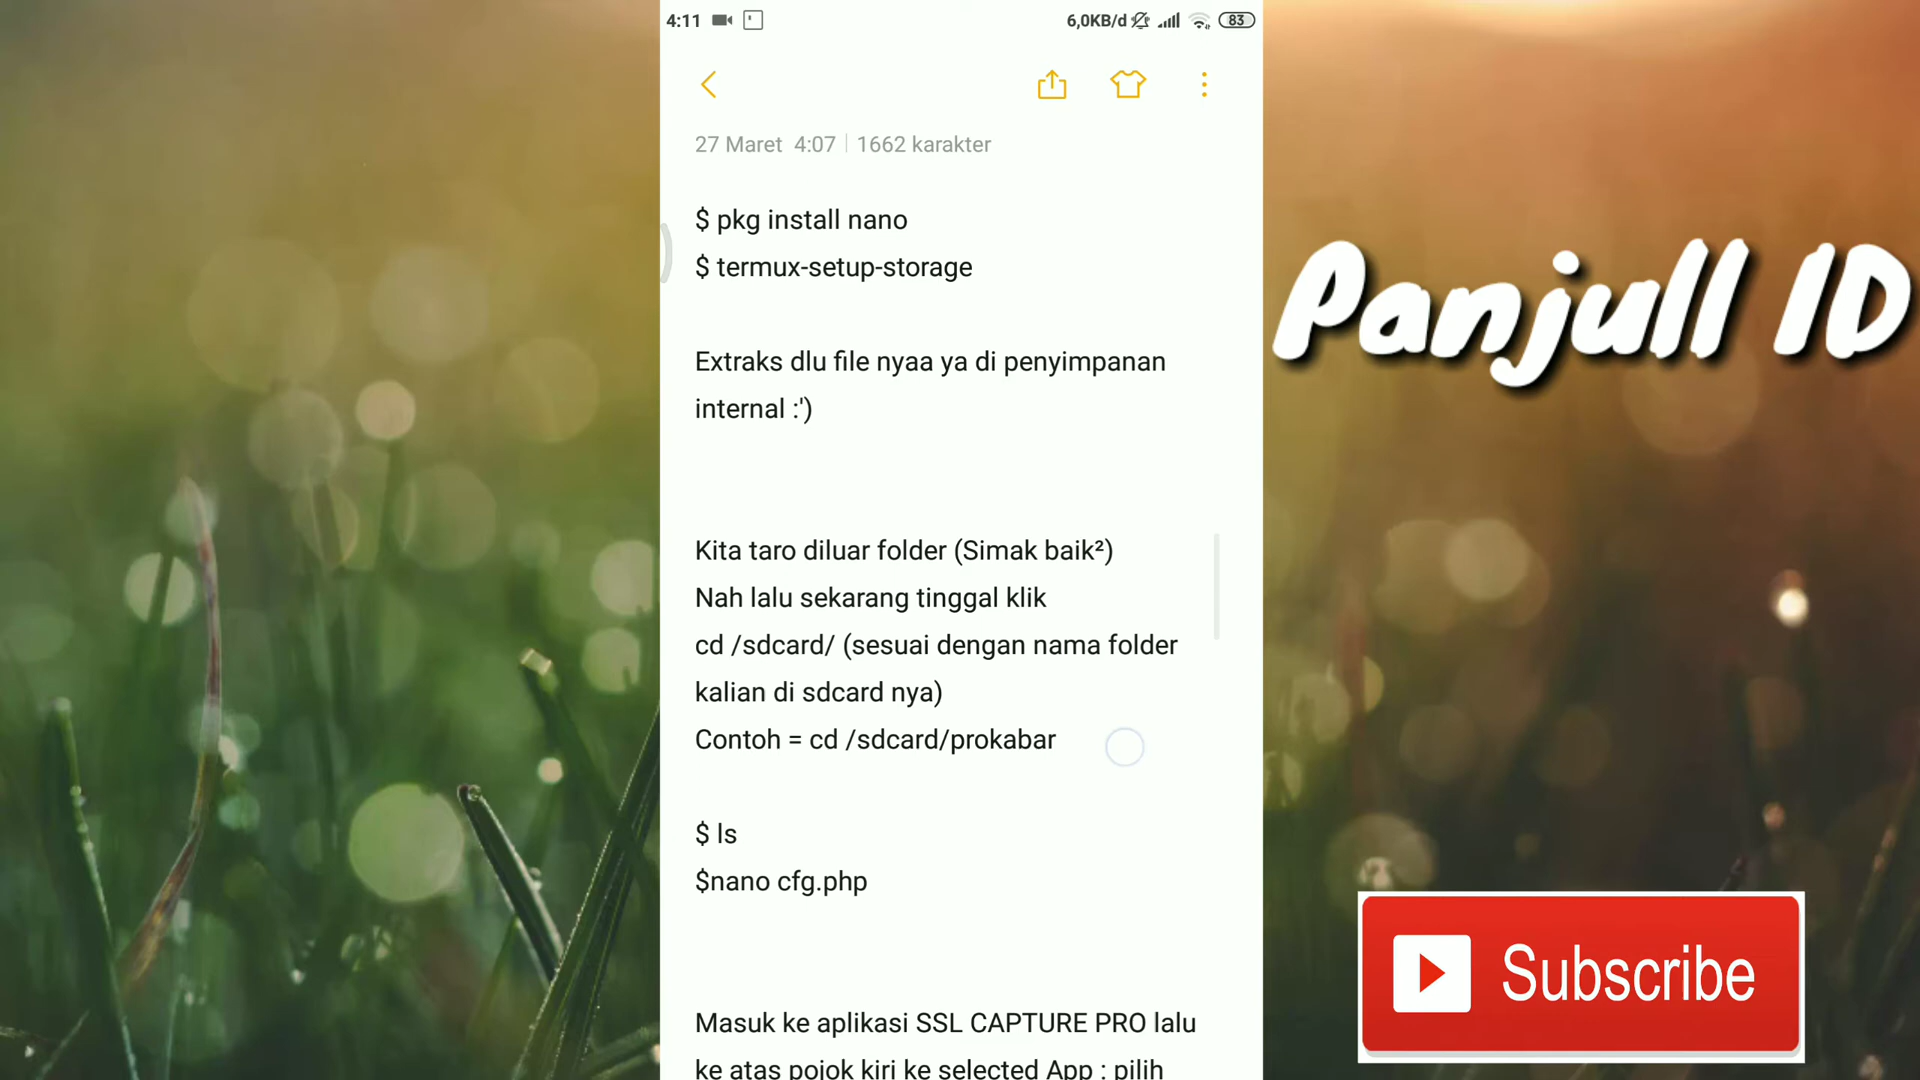 4:11
6,0KB/d
83
27 Maret 4:07 | 1662 karakter
$ pkg install nano
$ termux-setup-storage
Extraks dlu file nyaa ya di penyimpanan
internal :')
Kita taro diluar folder (Simak baik²)
Nah lalu sekarang tinggal klik
cd /sdcard/ (sesuai dengan nama folder
kalian di sdcard nya)
Contoh = cd /sdcard/prokabar
$ ls
$nano cfg.php
Masuk ke aplikasi SSL CAPTURE PRO lalu
ke atas pojok kiri ke selected App : pilih
Panjull ID
Subscribe